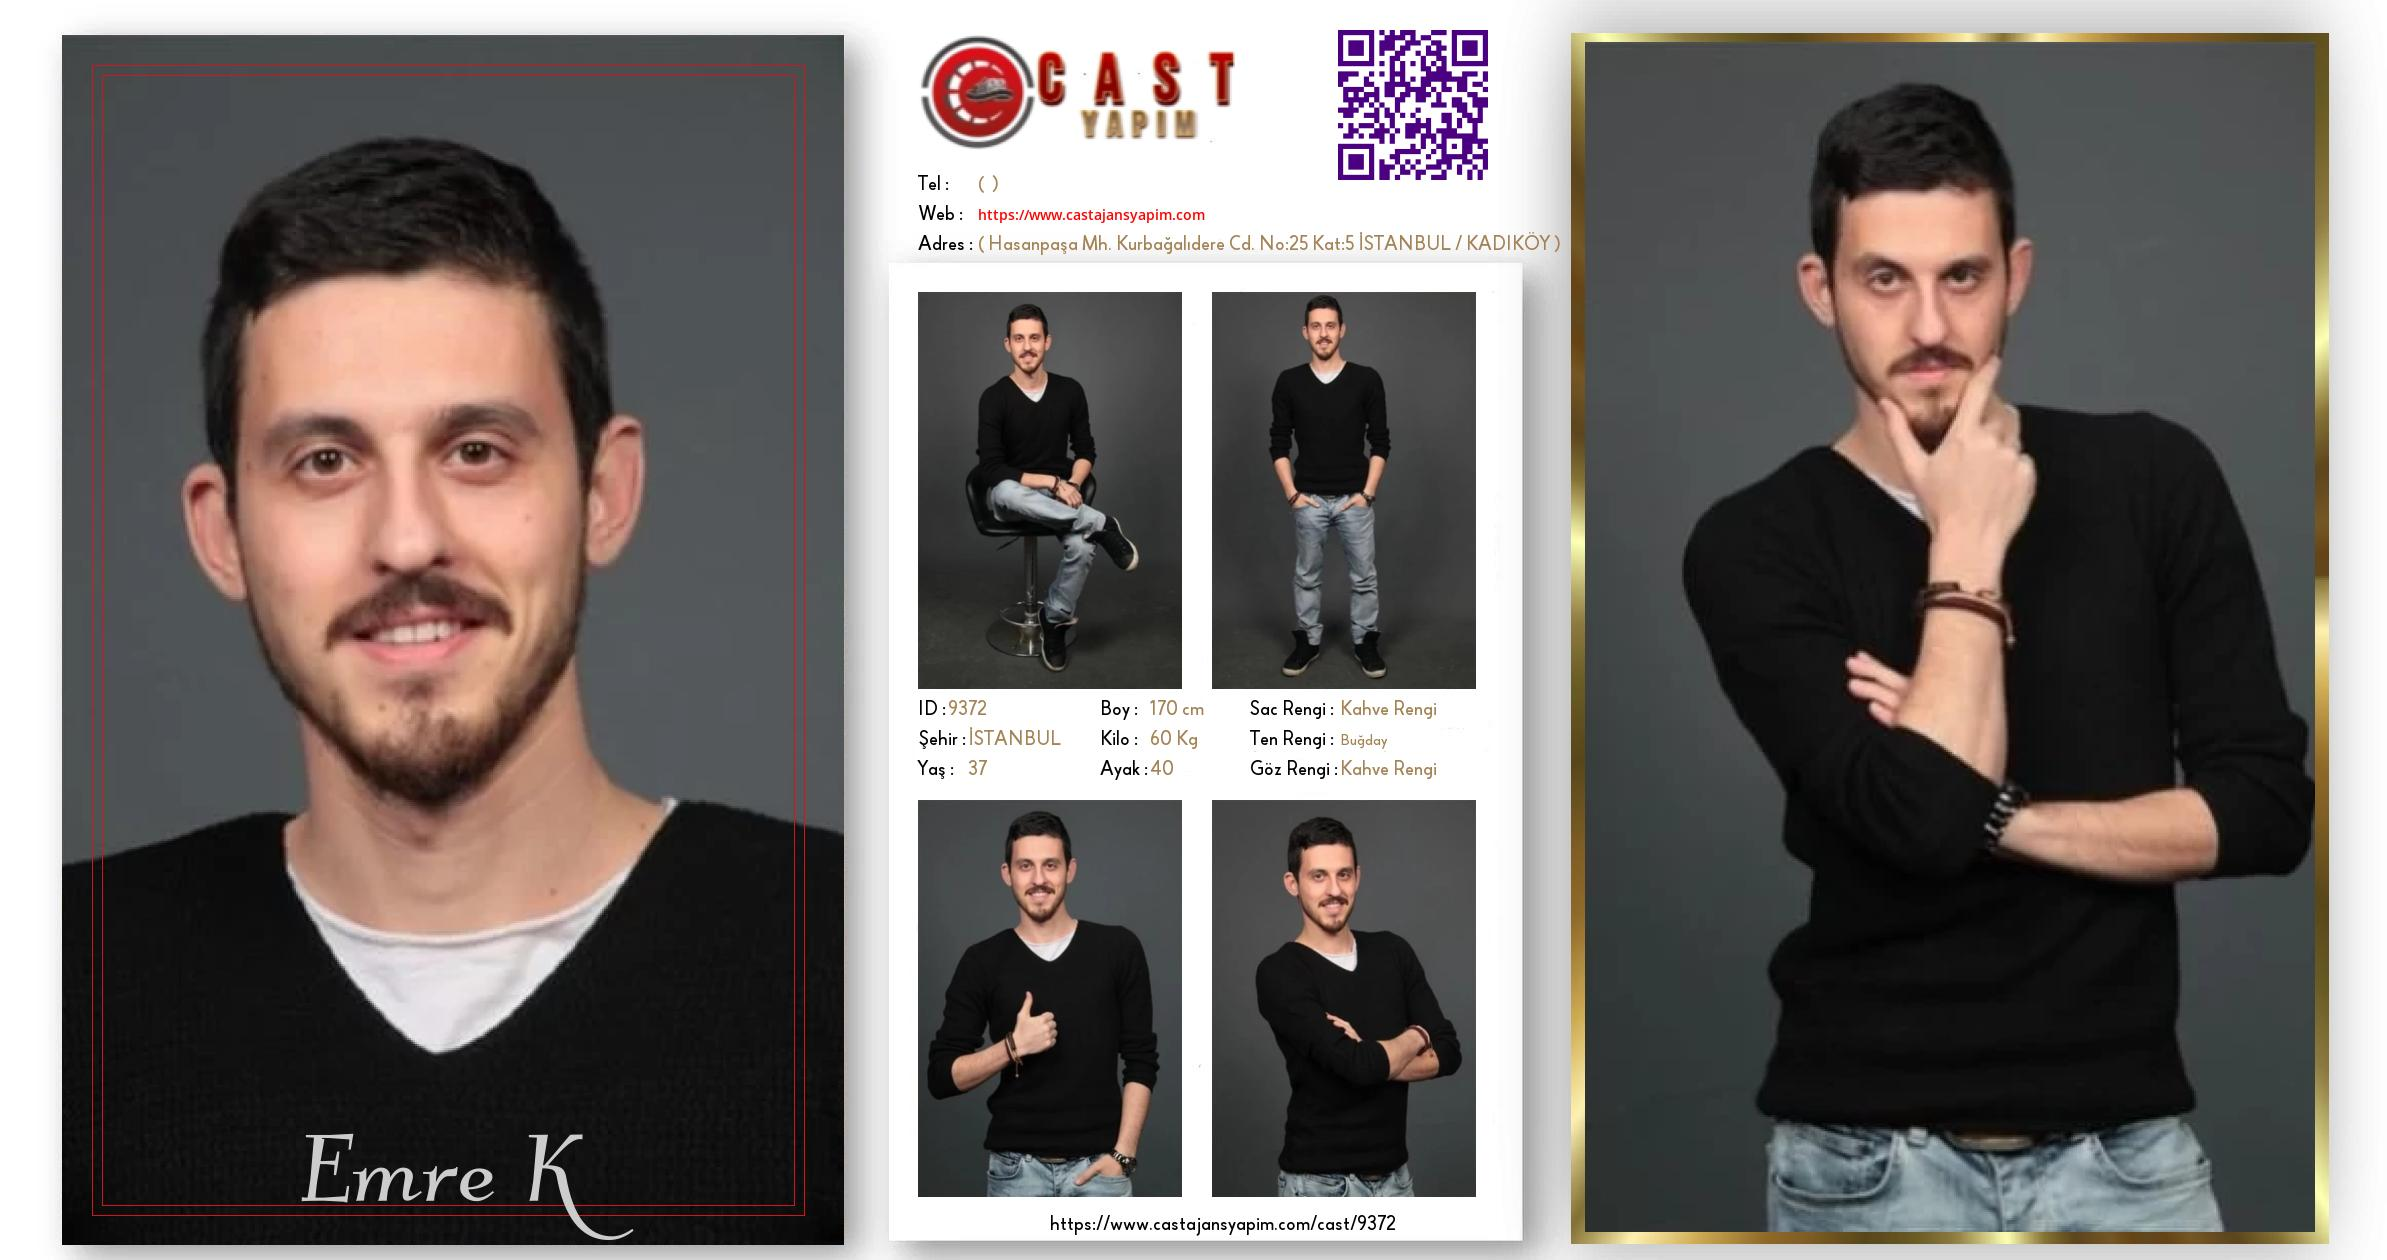 Emre K
CAST
YAPIM
Tel : ( )
Web : https://www.castajansyapim.com
Adres : ( Hasanpaşa Mh. Kurbağalıdere Cd. No:25 Kat:5 İSTANBUL / KADIKÖY )
ID : 9372 Boy : 170 cm Sac Rengi : Kahve Rengi
Şehir : İSTANBUL Kilo : 60 Kg Ten Rengi : Buğday
Yaş : 37 Ayak : 40 Göz Rengi : Kahve Rengi
https://www.castajansyapim.com/cast/9372